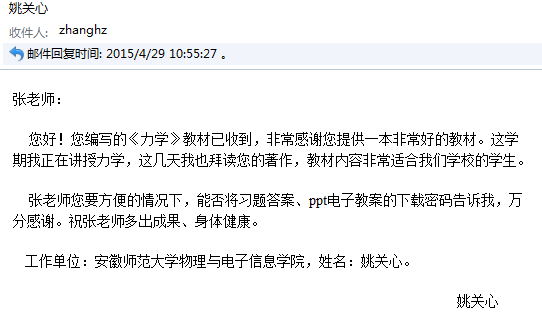 姚关心
收件人: zhanghz
邮件回复时间: 2015/4/29 10:55:27 。
张老师：
您好！您编写的《力学》教材已收到，非常感谢您提供一本非常好的教材。这学
期我正在讲授力学，这几天我也拜读您的著作，教材内容非常适合我们学校的学生。
张老师您要方便的情况下，能否将习题答案、ppt电子教案的下载密码告诉我，万
分感谢。祝张老师多出成果、身体健康。
工作单位：安徽师范大学物理与电子信息学院，姓名：姚关心。
姚关心